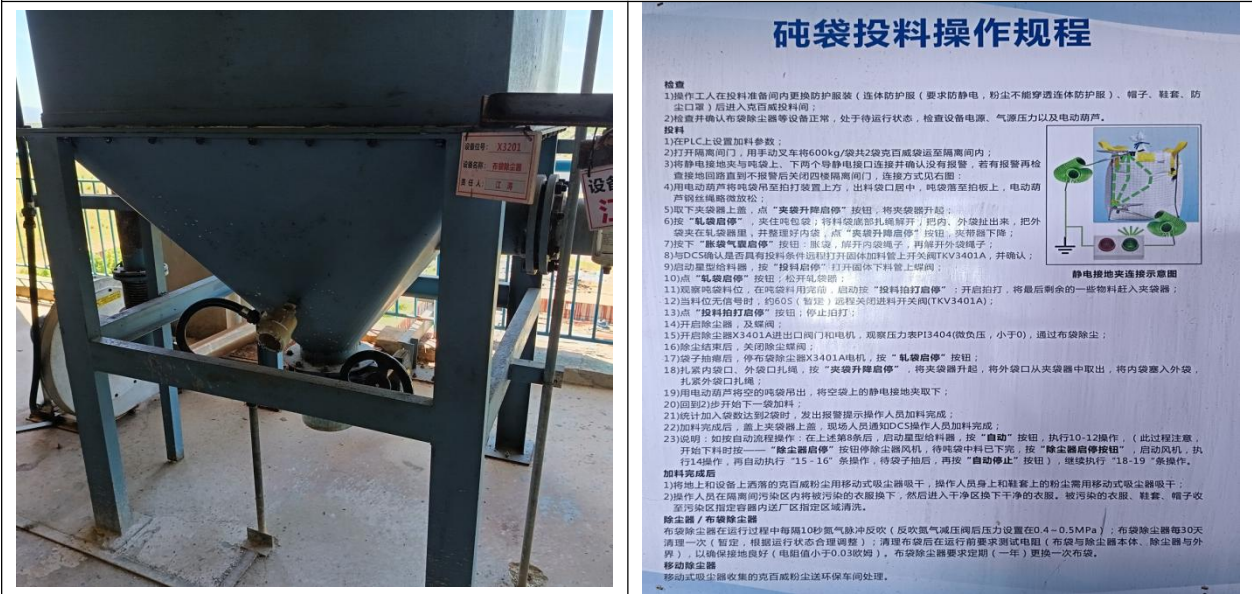 设备位号： X3201
设备名称： 布袋除尘器
责 任 人： 江 涛
设备
砘袋投料操作规程
检查
1)操作工人在投料准备间内更换防护服装（连体防护服（要求防静电，粉尘不能穿透连体防护服）、帽子、鞋套、防
尘口罩）后进入克百威投料间；
2)检查并确认布袋除尘器等设备正常，处于待运行状态，检查设备电源、气源压力以及电动葫芦。
投料
1)在PLC上设置加料参数；
2)打开隔离间门，用手动叉车将600kg/袋共2袋克百威袋运至隔离间内；
3)将静电接地夹与吨袋上、下两个导静电接口连接并确认没有报警，若有报警再检
查接地回路直到不报警后关闭四楼隔离间门，连接方式见右图：
4)用电动葫芦将吨袋吊至拍打装置上方，出料袋口居中，吨袋落至拍板上，电动葫
芦钢丝绳略微放松；
5)取下夹袋器上盖，点“夹袋升降启停”按钮，将夹袋器升起；
6)按“轧袋启停”，夹住吨包袋；将料袋底部扎绳解开，把内、外袋扯出来，把外
袋夹在轧袋器里，并整理好内袋，点“夹袋升降启停”按钮，夹带器下降；
7)按下“胀袋气囊启停”按钮：胀袋，解开内袋绳子，再解开外袋绳子；
8)与DCS确认是否具有投料条件远程打开固体加料管上开关阀TKV3401A，并确认；
9)启动星型给料器，按“投料启停”打开固体下料管上蝶阀；
10)点“轧袋启停”按钮；松开轧袋器；
11)观察吨袋料位，在吨袋料用完前，启动按“投料拍打启停”；开启拍打，将最后剩余的一些物料赶入夹袋器；
12)当料位无信号时，约60S（暂定）远程关闭进料开关阀(TKV3401A)；
13)点“投料拍打启停”按钮；停止拍打；
14)开启除尘器，及蝶阀；
15)开启除尘器X3401A进出口阀门和电机，观察压力表PI3404(微负压，小于0)，通过布袋除尘；
16)除尘结束后，关闭除尘蝶阀；
17)袋子抽瘪后，停布袋除尘器X3401A电机，按“轧袋启停”按钮；
18)扎紧内袋口、外袋口扎绳，按“夹袋升降启停”，将夹袋器升起，将外袋口从夹袋器中取出，将内袋塞入外袋，
扎紧外袋口扎绳；
19)用电动葫芦将空的吨袋吊出，将空袋上的静电接地夹取下；
20)回到2)步开始下一袋加料；
21)统计加入袋数达到2袋时，发出报警提示操作人员加料完成；
22)加料完成后，盖上夹袋器上盖，现场人员通知DCS操作人员加料完成；
23)说明：如按自动流程操作：在上述第8条后，启动星型给料器，按“自动”按钮，执行10-12操作，（此过程注意，
开始下料时按——“除尘器启停”按钮停除尘器风机，待吨袋中料已下完，按“除尘器启停按钮”，启动风机，执
行14操作，再自动执行“15-16”条操作，待袋子抽后，再按“自动停止”按钮），继续执行“18-19”条操作。
静电接地夹连接示意图
加料完成后
1)将地上和设备上洒落的克百威粉尘用移动式吸尘器吸干，操作人员身上和鞋套上的粉尘需用移动式吸尘器吸干；
2)操作人员在隔离间污染区内将被污染的衣服换下，然后进入干净区换下干净的衣服。被污染的衣服、鞋套、帽子收
至污染区指定容器内送厂区指定区域清洗。
除尘器 / 布袋除尘器
布袋除尘器在运行过程中每隔10秒氮气脉冲反吹（反吹氮气减压阀后压力设置在0.4～0.5MPa）；布袋除尘器每30天
清理一次（暂定，根据运行状态合理调整）；清理布袋后在运行前要求测试电阻（布袋与除尘器本体、除尘器与外
界），以确保接地良好（电阻值小于0.03欧姆）。布袋除尘器要求定期（一年）更换一次布袋。
移动除尘器
移动式吸尘器收集的克百威粉尘送环保车间处理。